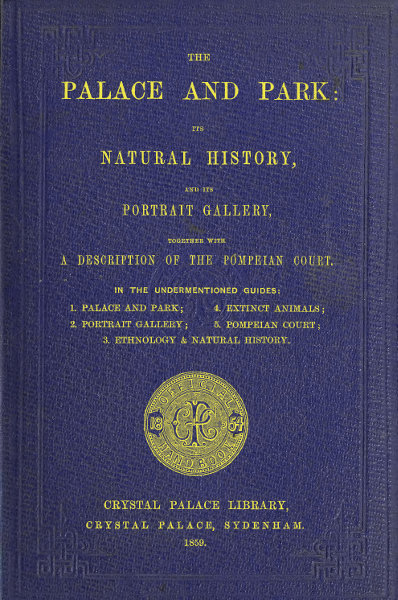 THE
PALACE AND PARK:
ITS
NATURAL HISTORY,
AND ITS
PORTRAIT GALLERY,
TOGETHER WITH
A DESCRIPTION OF THE POMPEIAN COURT.
IN THE UNDERMENTIONED GUIDES:
1. PALACE AND PARK; 4. EXTINCT ANIMALS;
2. PORTRAIT GALLERY; 5. POMPEIAN COURT;
3. ETHNOLOGY & NATURAL HISTORY.
OFFICIAL
18 CPC 54
HANDBOOK
CRYSTAL PALACE LIBRARY,
CRYSTAL PALACE, SYDENHAM.
1859.